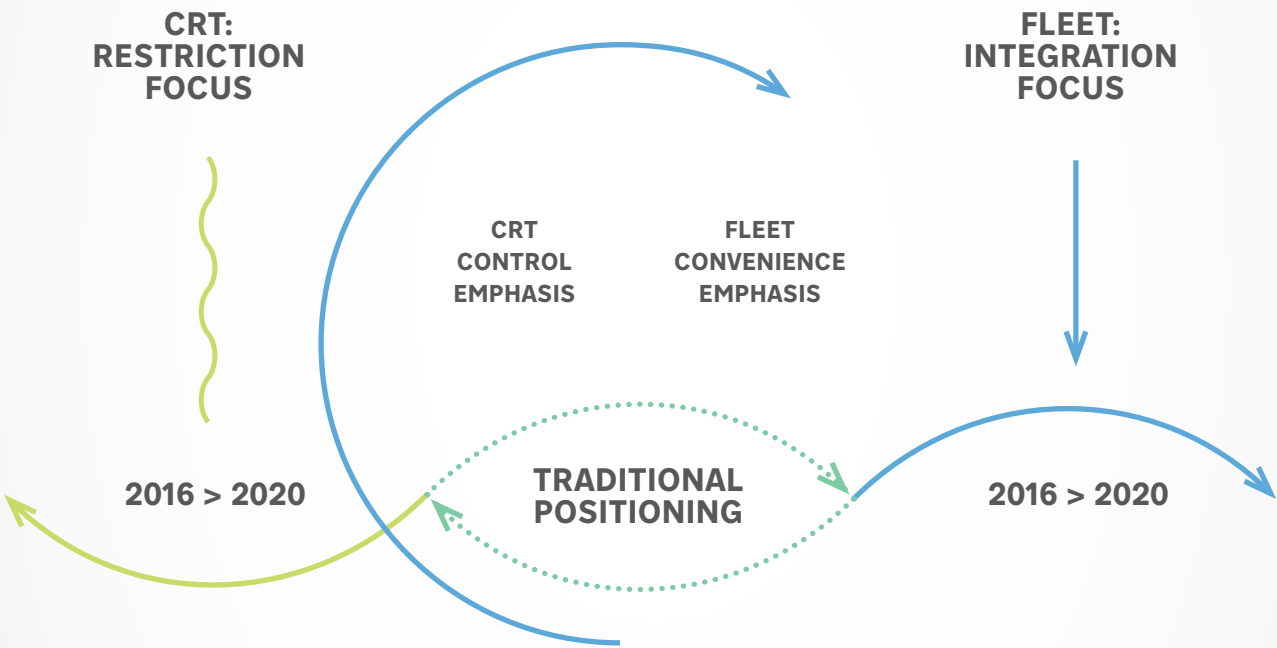 CRT:
RESTRICTION
FOCUS
FLEET:
INTEGRATION
FOCUS
CRT
CONTROL
EMPHASIS
FLEET
CONVENIENCE
EMPHASIS
2016 > 2020
TRADITIONAL
POSITIONING
2016 > 2020